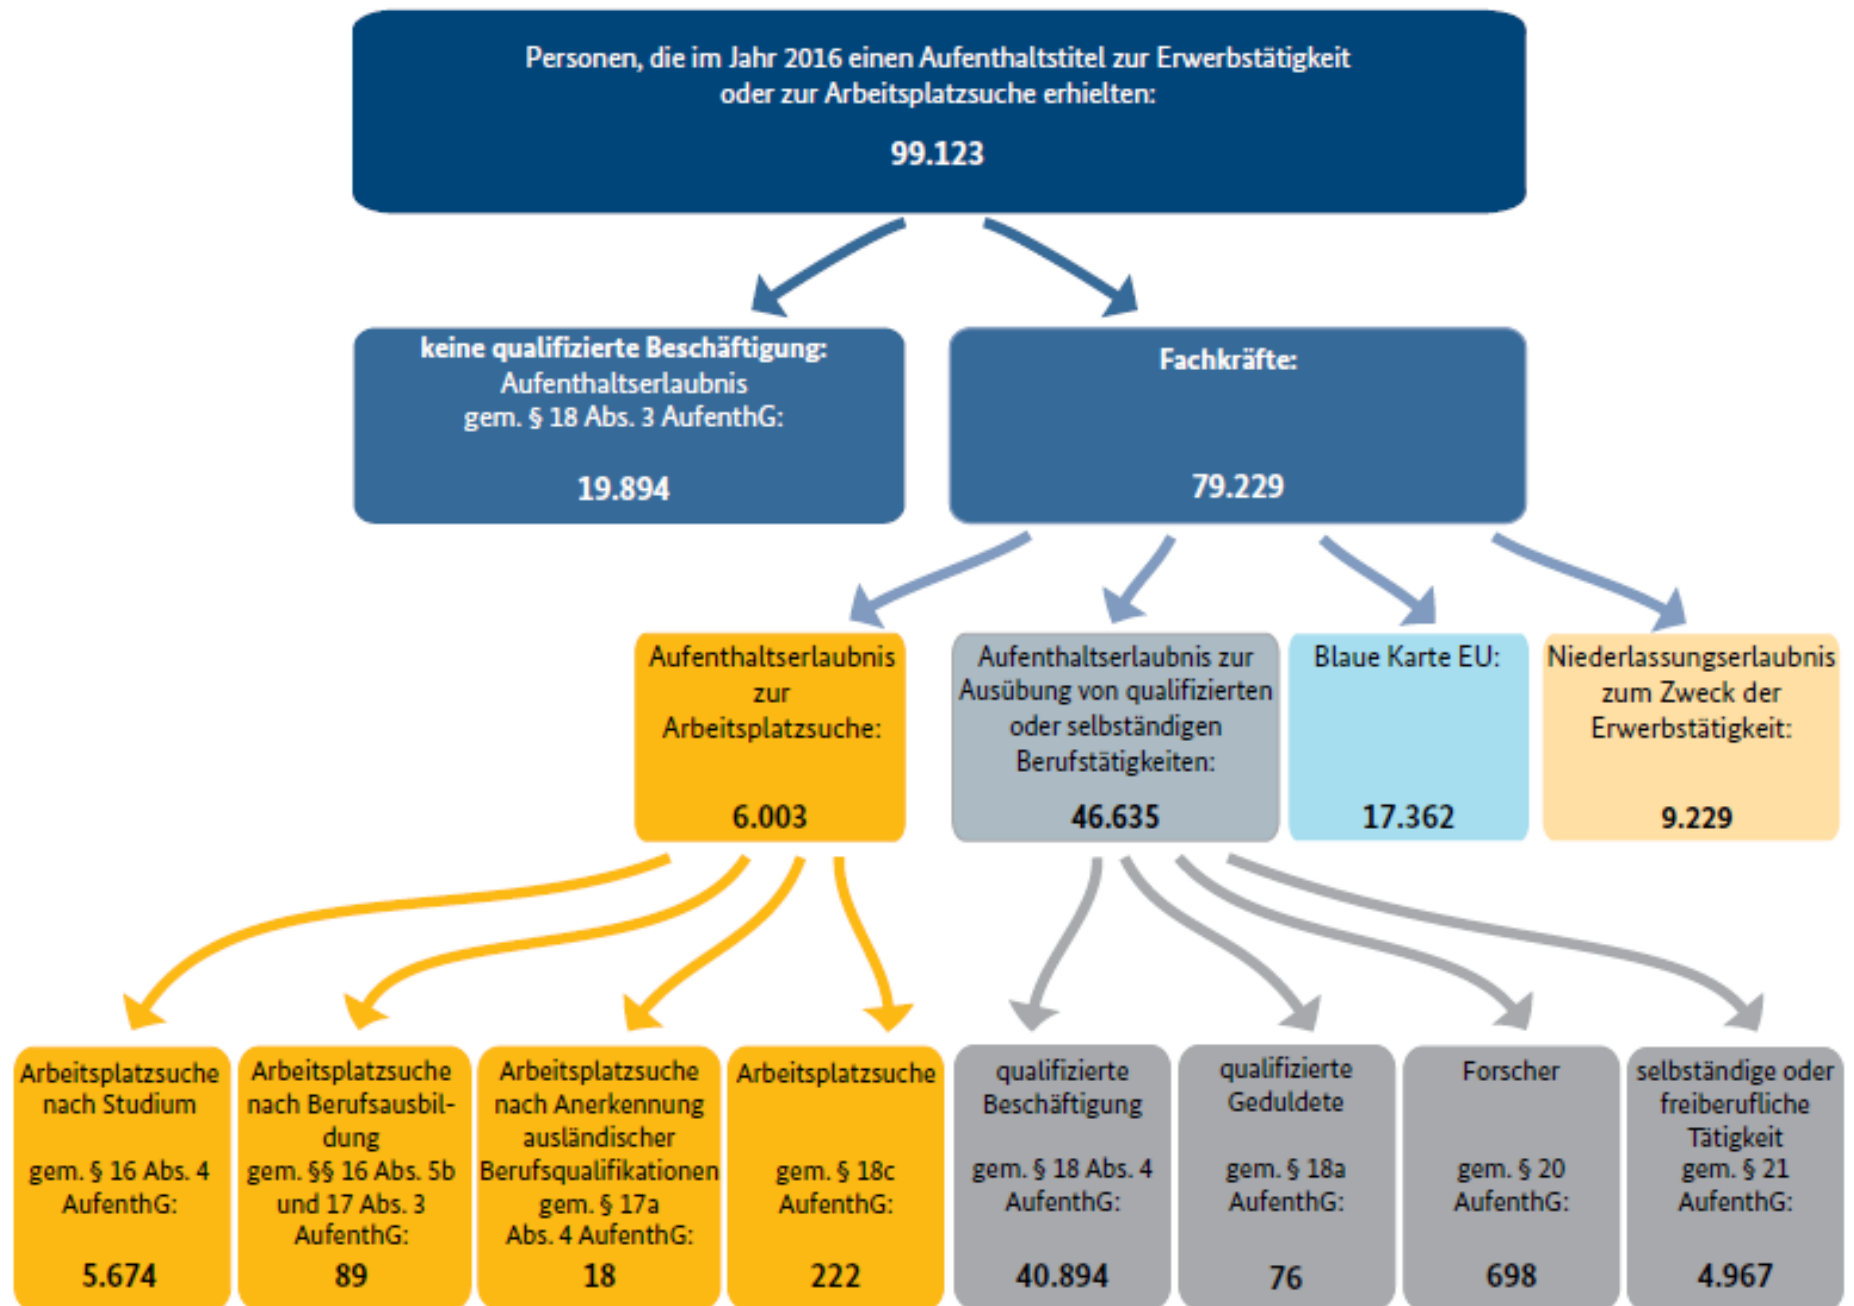 Personen, die im Jahr 2016 einen Aufenthaltstitel zur Erwerbstätigkeit
oder zur Arbeitsplatzsuche erhielten:
99.123
keine qualifizierte Beschäftigung:
Aufenthaltserlaubnis
gem. § 18 Abs. 3 AufenthG:
19.894
Fachkräfte:
79.229
Aufenthaltserlaubnis
zur
Arbeitsplatzsuche:
6.003
Aufenthaltserlaubnis zur
Ausübung von qualifizierten
oder selbständigen
Berufstätigkeiten:
46.635
Blaue Karte EU:
17.362
Niederlassungserlaubnis
zum Zweck der
Erwerbstätigkeit:
9.229
Arbeitsplatzsuche
nach Studium
gem. § 16 Abs. 4
AufenthG:
5.674
Arbeitsplatzsuche
nach Berufsausbil-
dung
gem. §§ 16 Abs. 5b
und 17 Abs. 3
AufenthG:
89
Arbeitsplatzsuche
nach Anerkennung
ausländischer
Berufsqualifikationen
gem. § 17a
Abs. 4 AufenthG:
18
Arbeitsplatzsuche
gem. § 18c
AufenthG:
222
qualifizierte
Beschäftigung
gem. § 18 Abs. 4
AufenthG:
40.894
qualifizierte
Geduldete
gem. § 18a
AufenthG:
76
Forscher
gem. § 20
AufenthG:
698
selbständige oder
freiberufliche
Tätigkeit
gem. § 21
AufenthG:
4.967